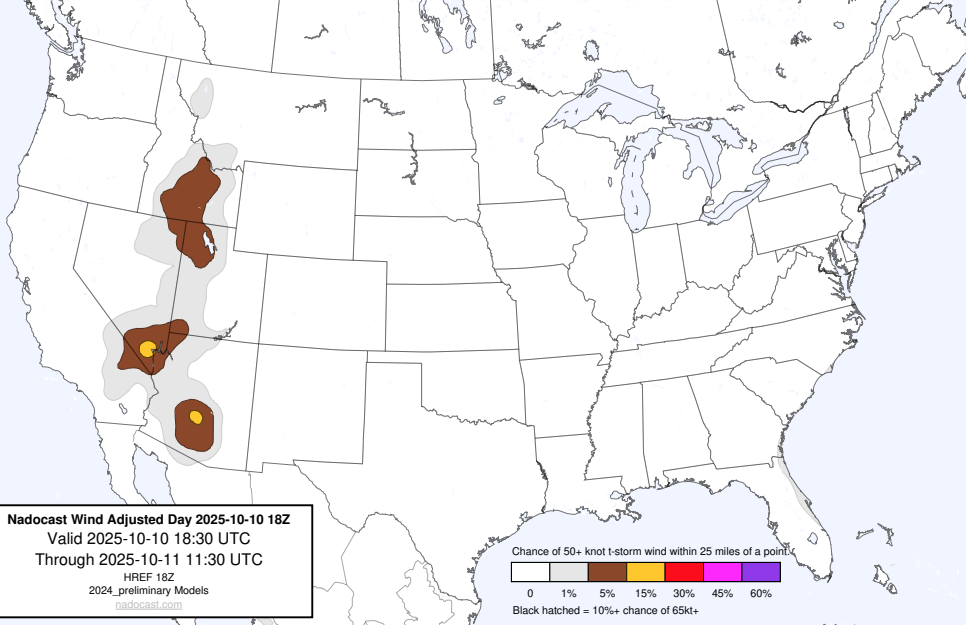 Nadocast Wind Adjusted Day 2025-10-10 18Z
Valid 2025-10-10 18:30 UTC
Through 2025-10-11 11:30 UTC
HREF 18Z
2024_preliminary Models
nadocast.com
Chance of 50+ knot t-storm wind within 25 miles of a point.
0 1% 5% 15% 30% 45% 60%
Black hatched = 10%+ chance of 65kt+